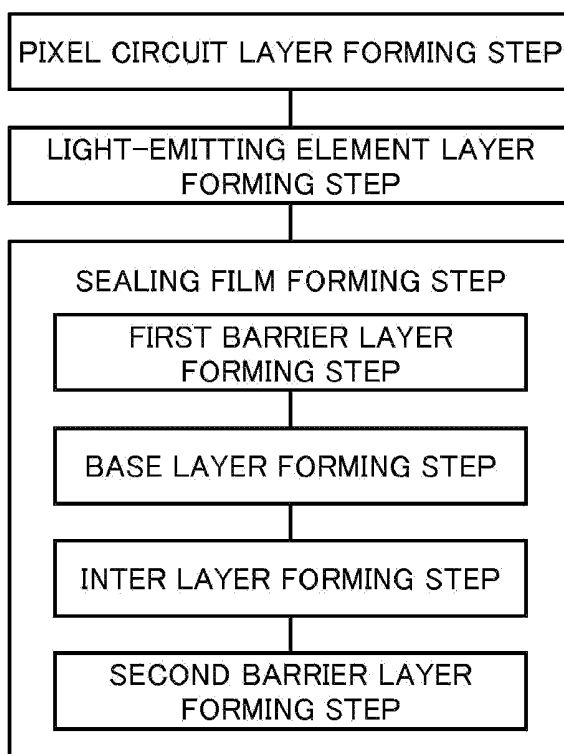 PIXEL CIRCUIT LAYER FORMING STEP
LIGHT-EMITTING ELEMENT LAYER
FORMING STEP
SEALING FILM FORMING STEP
FIRST BARRIER LAYER
FORMING STEP
BASE LAYER FORMING STEP
INTER LAYER FORMING STEP
SECOND BARRIER LAYER
FORMING STEP